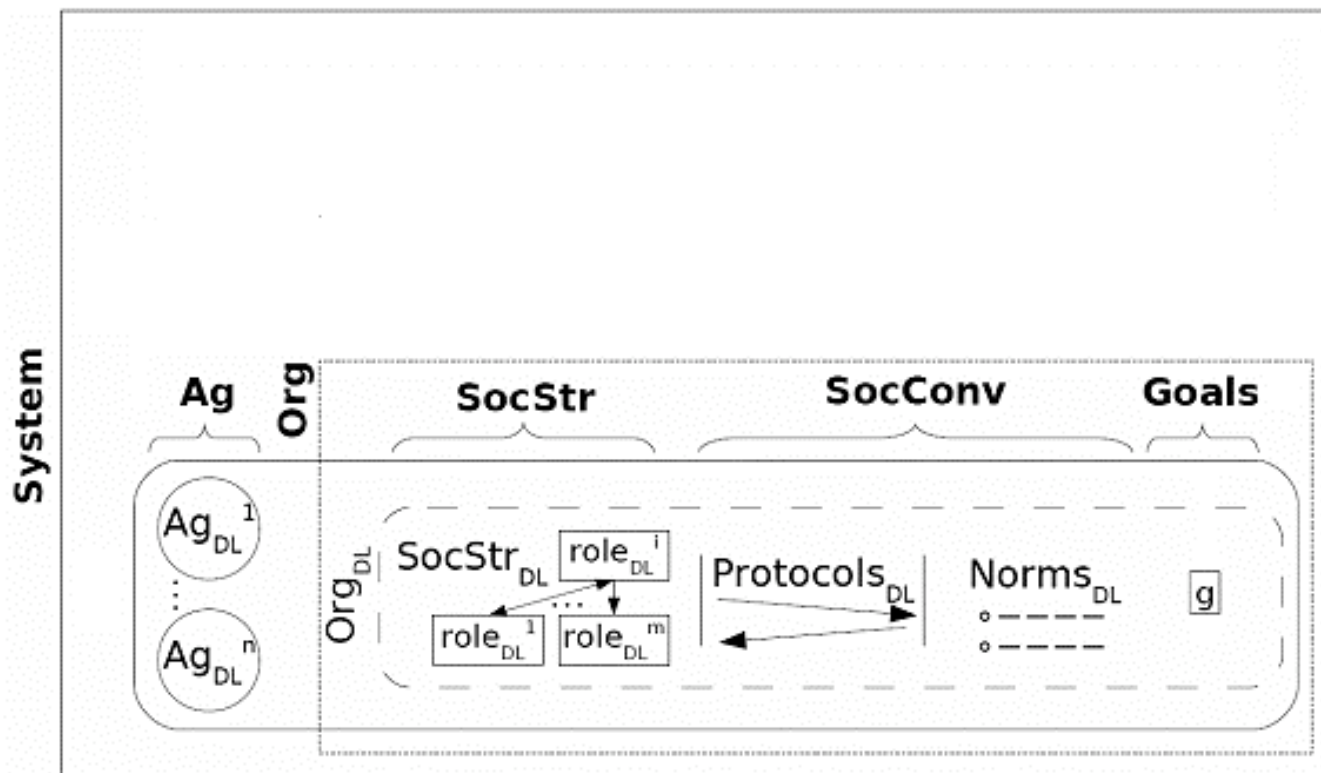 System
Ag
Org
SocStr
SocConv
Goals
Ag_DL^1
Ag_DL^n
Org_DL
SocStr_DL
role_DL^i
role_DL^1
role_DL^m
Protocols_DL
Norms_DL
g